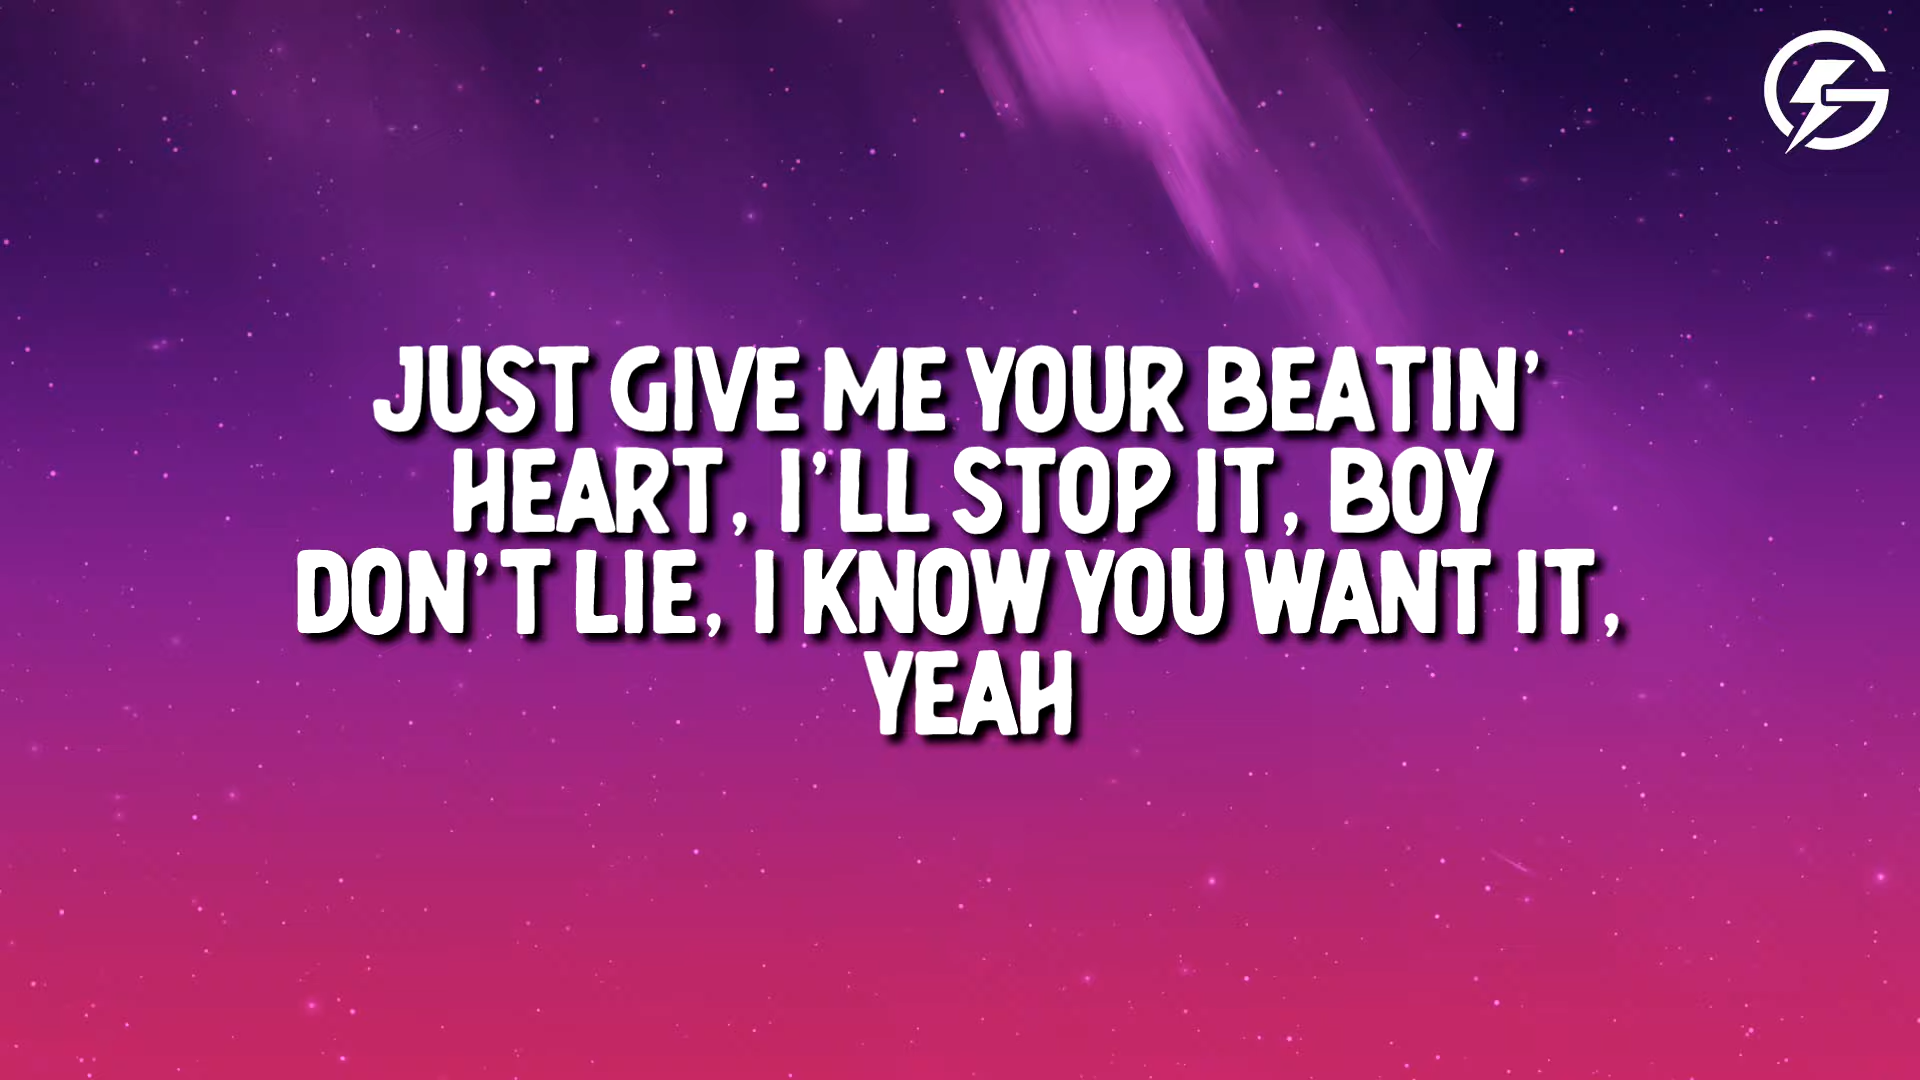 JUST GIVE ME YOUR BEATIN'
HEART, I'LL STOP IT, BOY
DON'T LIE, I KNOW YOU WANT IT,
YEAH